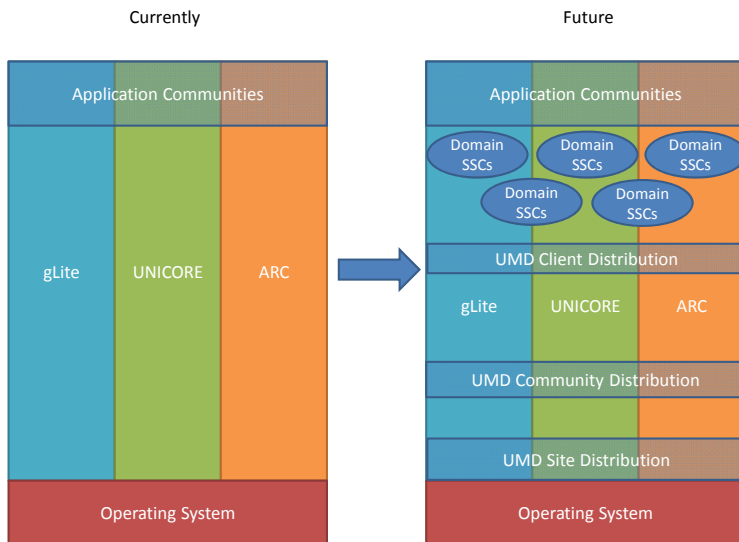 Currently
Future
Application Communities
gLite
UNICORE
ARC
Operating System
Application Communities
Domain
SSCs
Domain
SSCs
Domain
SSCs
Domain
SSCs
Domain
SSCs
UMD Client Distribution
gLite
UNICORE
ARC
UMD Community Distribution
UMD Site Distribution
Operating System